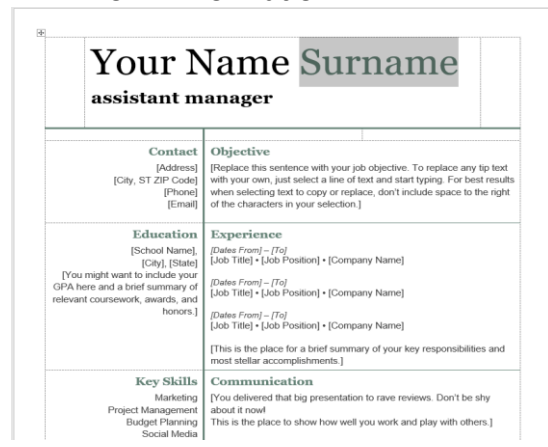 Your Name Surname
assistant manager
Contact
[Address]
[City, ST ZIP Code]
[Phone]
[Email]
Objective
[Replace this sentence with your job objective. To replace any tip text
with your own, just select a line of text and start typing. For best results
when selecting text to copy or replace, don't include space to the right
of the characters in your selection.]
Education
[School Name],
[City], [State]
[You might want to include your
GPA here and a brief summary of
relevant coursework, awards, and
honors.]
Experience
[Dates From] – [To]
[Job Title] • [Job Position] • [Company Name]
[Dates From] – [To]
[Job Title] • [Job Position] • [Company Name]
[Dates From] – [To]
[Job Title] • [Job Position] • [Company Name]
[This is the place for a brief summary of your key responsibilities and
most stellar accomplishments.]
Key Skills
Marketing
Project Management
Budget Planning
Social Media
Communication
[You delivered that big presentation to rave reviews. Don't be shy
about it now!
This is the place to show how well you work and play with others.]